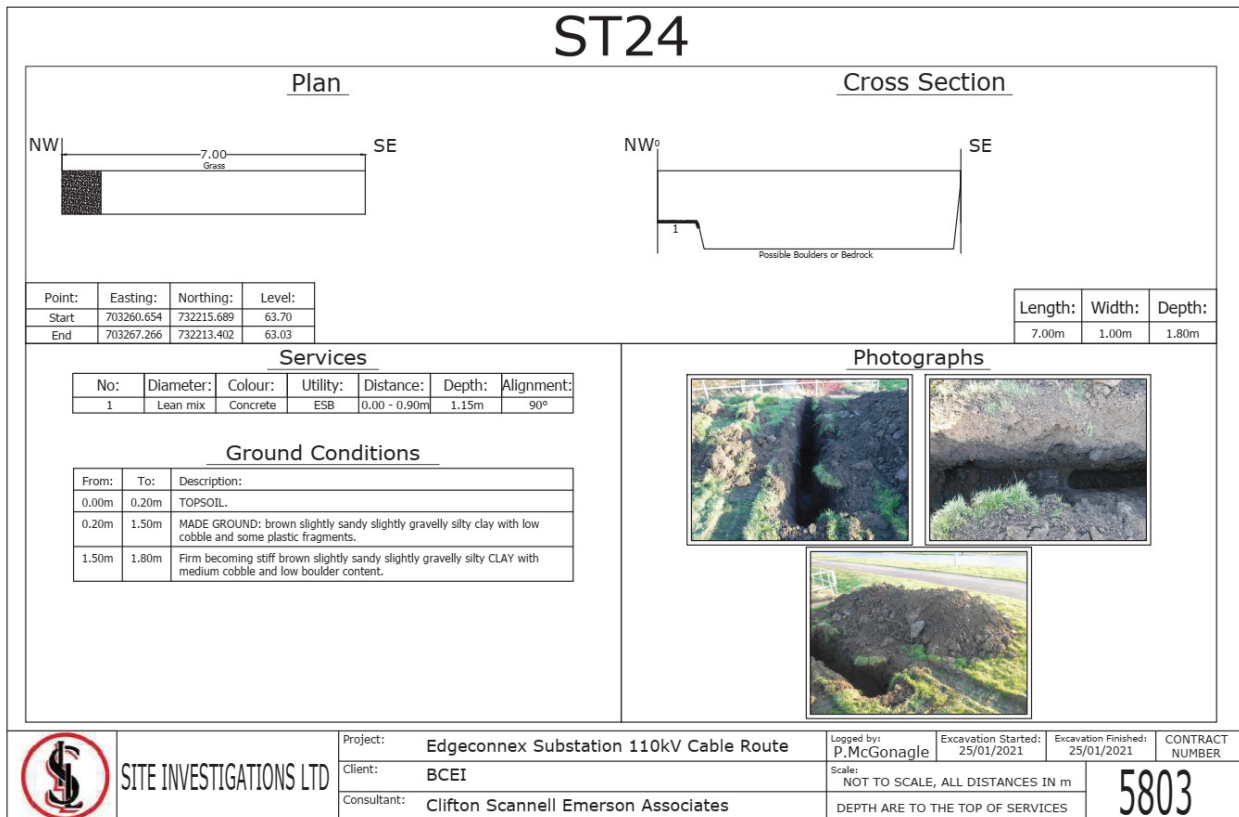 ST24
Plan
NW
7.00
SE
Grass
Cross Section
NW
0
SE
1
Possible Boulders or Bedrock
Point: Easting: Northing: Level:
Start 703260.654 732215.689 63.70
End 703267.266 732213.402 63.03
Length: Width: Depth:
7.00m 1.00m 1.80m
Services
No: Diameter: Colour: Utility: Distance: Depth: Alignment:
1 Lean mix Concrete ESB 0.00 - 0.90m 1.15m 90°
Ground Conditions
From: To: Description:
0.00m 0.20m TOPSOIL.
0.20m 1.50m MADE GROUND: brown slightly sandy slightly gravelly silty clay with low
cobble and some plastic fragments.
1.50m 1.80m Firm becoming stiff brown slightly sandy slightly gravelly silty CLAY with
medium cobble and low boulder content.
Photographs
SIL
SITE INVESTIGATIONS LTD
Project: Edgeconnex Substation 110kV Cable Route
Client: BCEI
Consultant: Clifton Scannell Emerson Associates
Logged by:
P.McGonagle
Excavation Started:
25/01/2021
Excavation Finished:
25/01/2021
CONTRACT
NUMBER
Scale:
NOT TO SCALE, ALL DISTANCES IN m
DEPTH ARE TO THE TOP OF SERVICES
5803